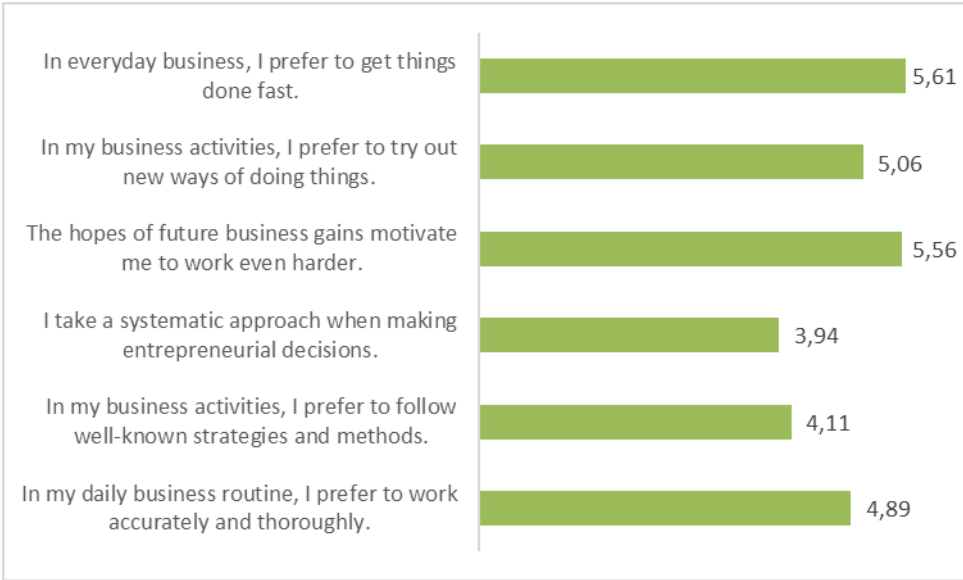 In everyday business, I prefer to get things
done fast.
5,61
In my business activities, I prefer to try out
new ways of doing things.
5,06
The hopes of future business gains motivate
me to work even harder.
5,56
I take a systematic approach when making
entrepreneurial decisions.
3,94
In my business activities, I prefer to follow
well-known strategies and methods.
4,11
In my daily business routine, I prefer to work
accurately and thoroughly.
4,89